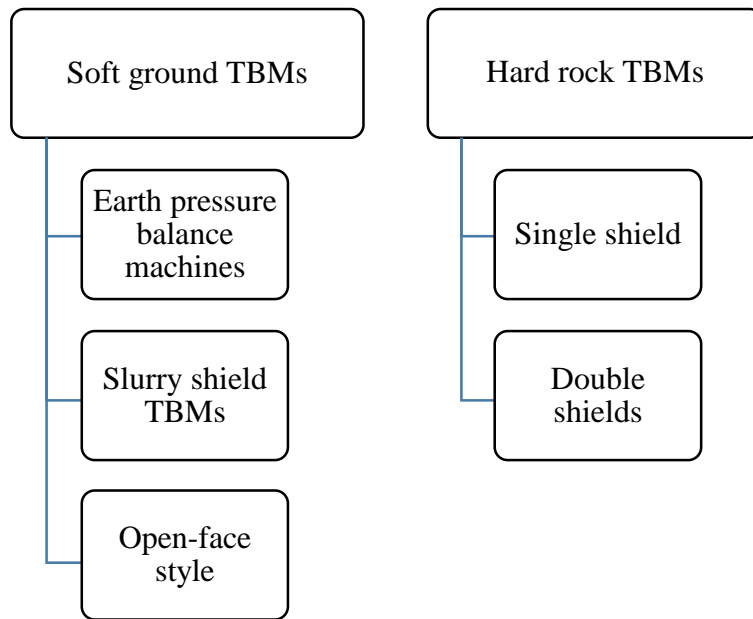 Soft ground TBMs
Earth pressure
balance
machines
Slurry shield
TBMs
Open-face
style
Hard rock TBMs
Single shield
Double
shields